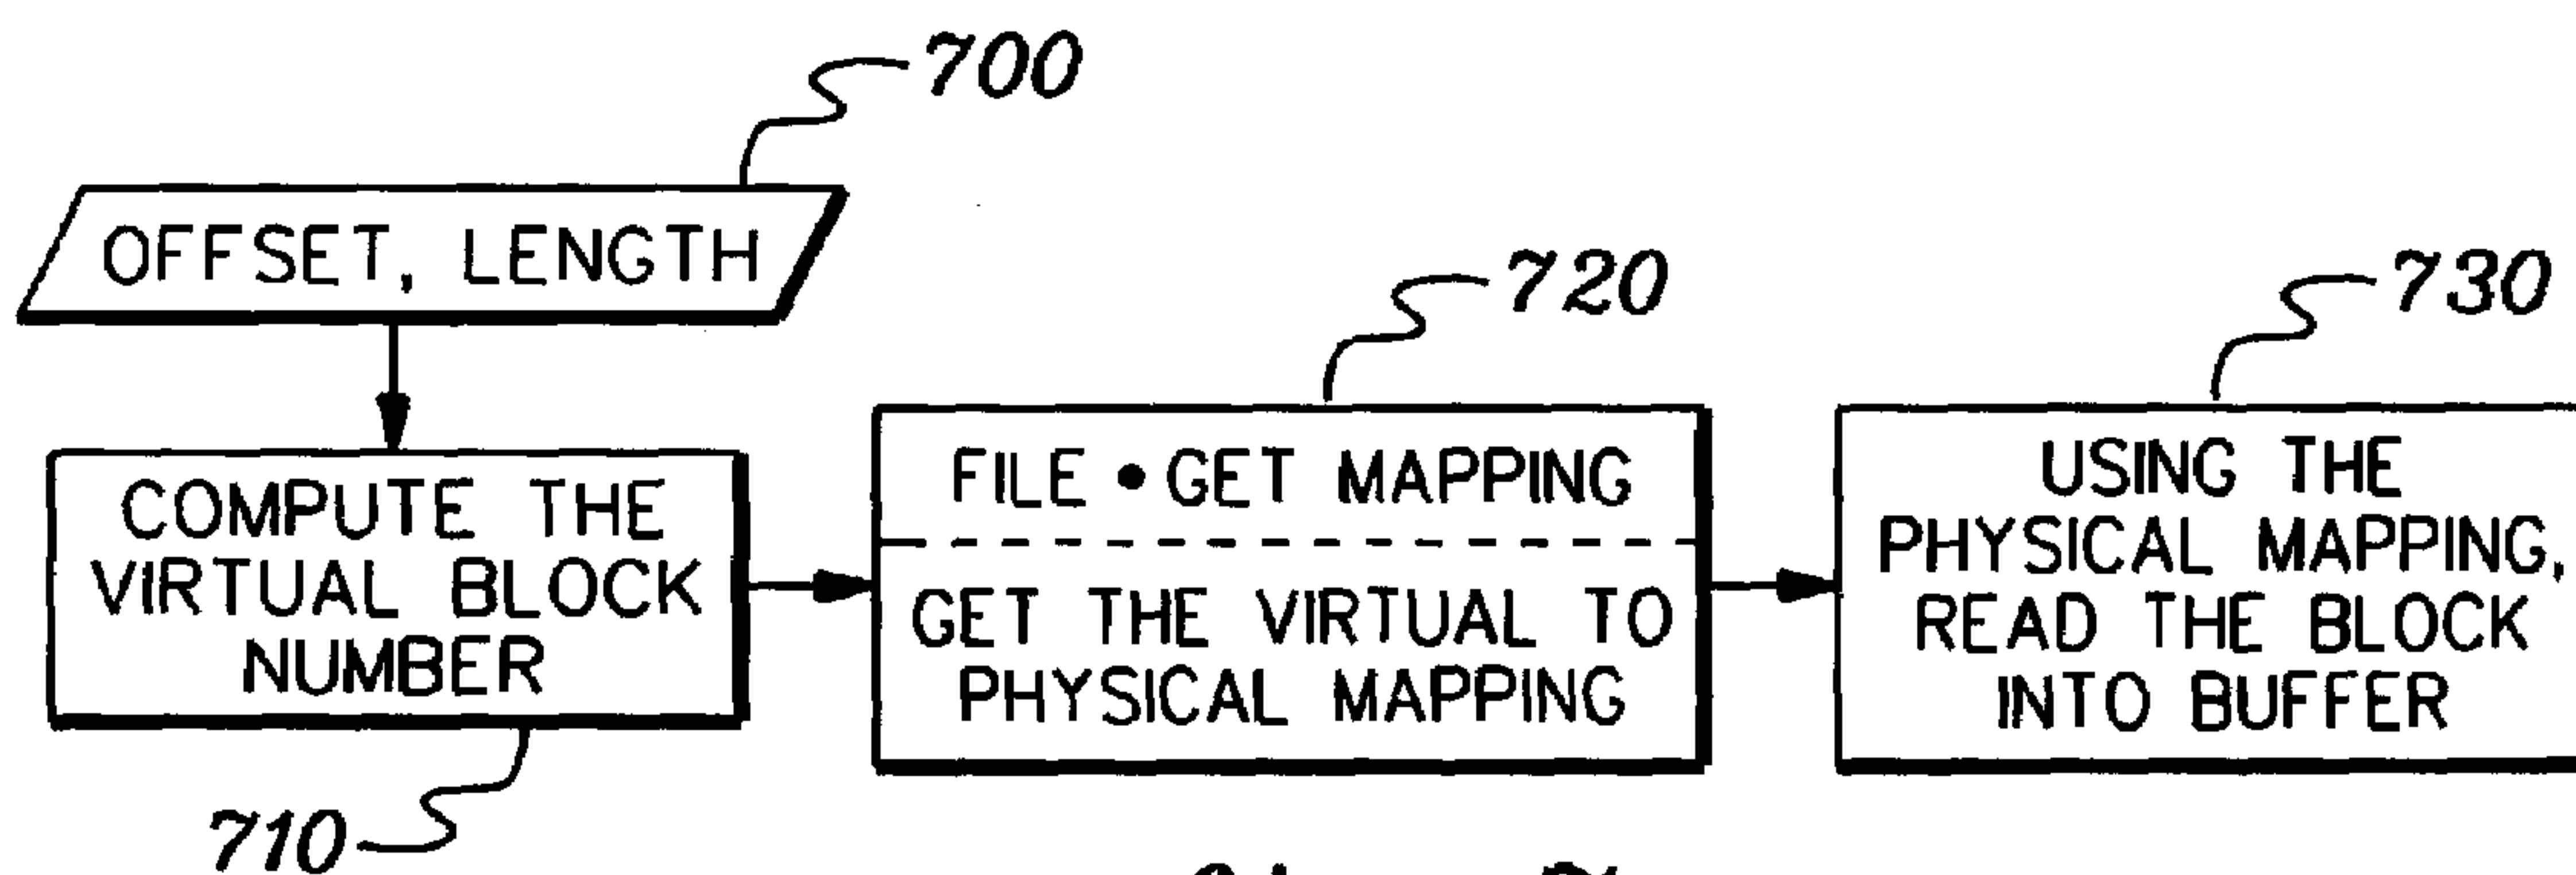 700
OFFSET, LENGTH
710
COMPUTE THE
VIRTUAL BLOCK
NUMBER
720
FILE • GET MAPPING
GET THE VIRTUAL TO
PHYSICAL MAPPING
730
USING THE
PHYSICAL MAPPING,
READ THE BLOCK
INTO BUFFER